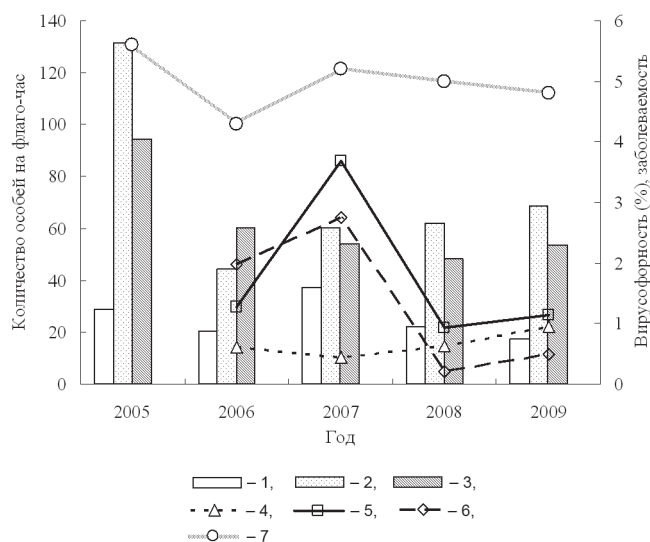 Количество особей на флаго-час
140
120
100
80
60
40
20
0
6
5
4
3
2
1
0
Вирусофорность (%), заболеваемость
2005 2006 2007 2008 2009
Год
– 1, – 2, – 3,
– 4, – 5, – 6,
– 7